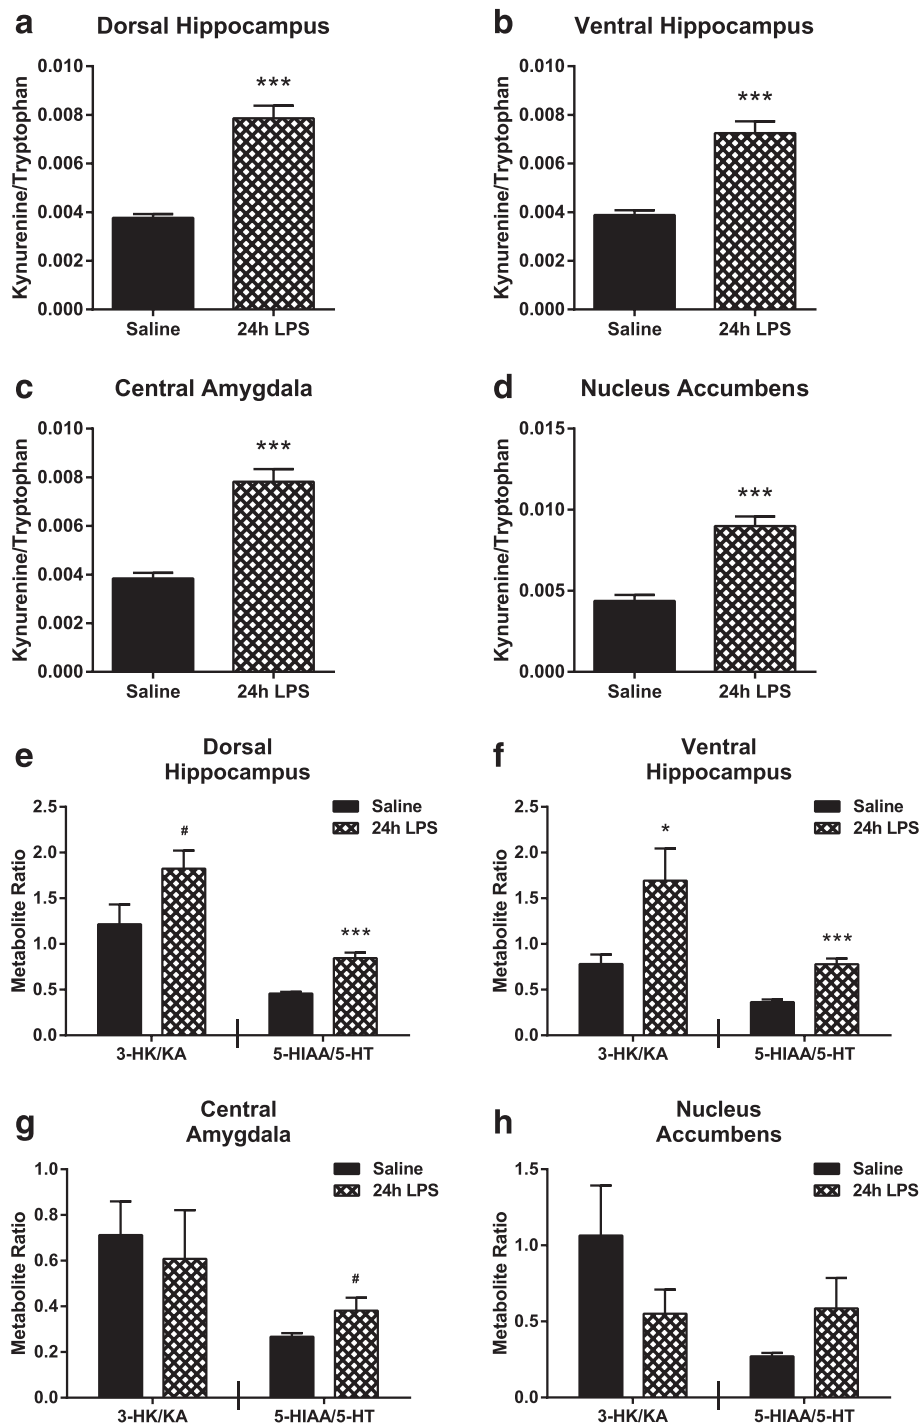 a Dorsal Hippocampus
Kynurenine/Tryptophan
0.010
0.008
0.006
0.004
0.002
0.000
***
Saline 24h LPS
b Ventral Hippocampus
Kynurenine/Tryptophan
0.010
0.008
0.006
0.004
0.002
0.000
***
Saline 24h LPS
c Central Amygdala
Kynurenine/Tryptophan
0.010
0.008
0.006
0.004
0.002
0.000
***
Saline 24h LPS
d Nucleus Accumbens
Kynurenine/Tryptophan
0.015
0.010
0.005
0.000
***
Saline 24h LPS
e Dorsal
Hippocampus
Metabolite Ratio
2.5
2.0
1.5
1.0
0.5
0.0
Saline
24h LPS
#
***
3-HK/KA 5-HIAA/5-HT
f Ventral
Hippocampus
Metabolite Ratio
2.5
2.0
1.5
1.0
0.5
0.0
Saline
24h LPS
*
***
3-HK/KA 5-HIAA/5-HT
g Central
Amygdala
Metabolite Ratio
1.0
0.8
0.6
0.4
0.2
0.0
Saline
24h LPS
#
3-HK/KA 5-HIAA/5-HT
h Nucleus
Accumbens
Metabolite Ratio
1.5
1.0
0.5
0.0
Saline
24h LPS
3-HK/KA 5-HIAA/5-HT